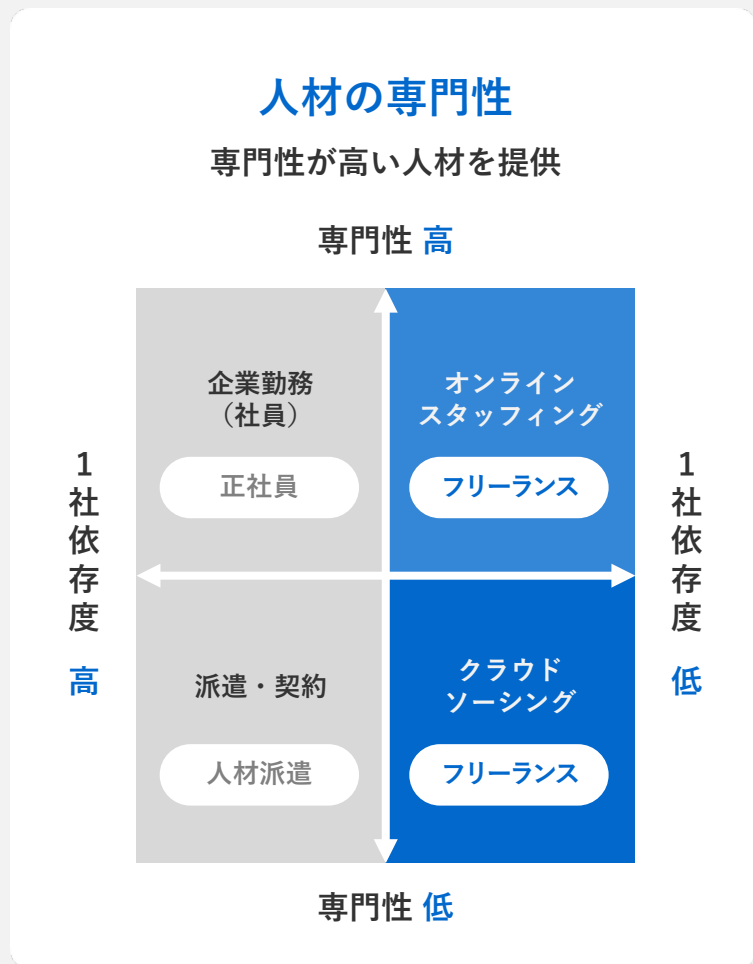 人材の専門性
専門性が高い人材を提供
専門性 高
企業勤務
（社員）
正社員
オンライン
スタッフィング
フリーランス
1社依存度 高
1社依存度 低
派遣・契約
人材派遣
クラウド
ソーシング
フリーランス
専門性 低